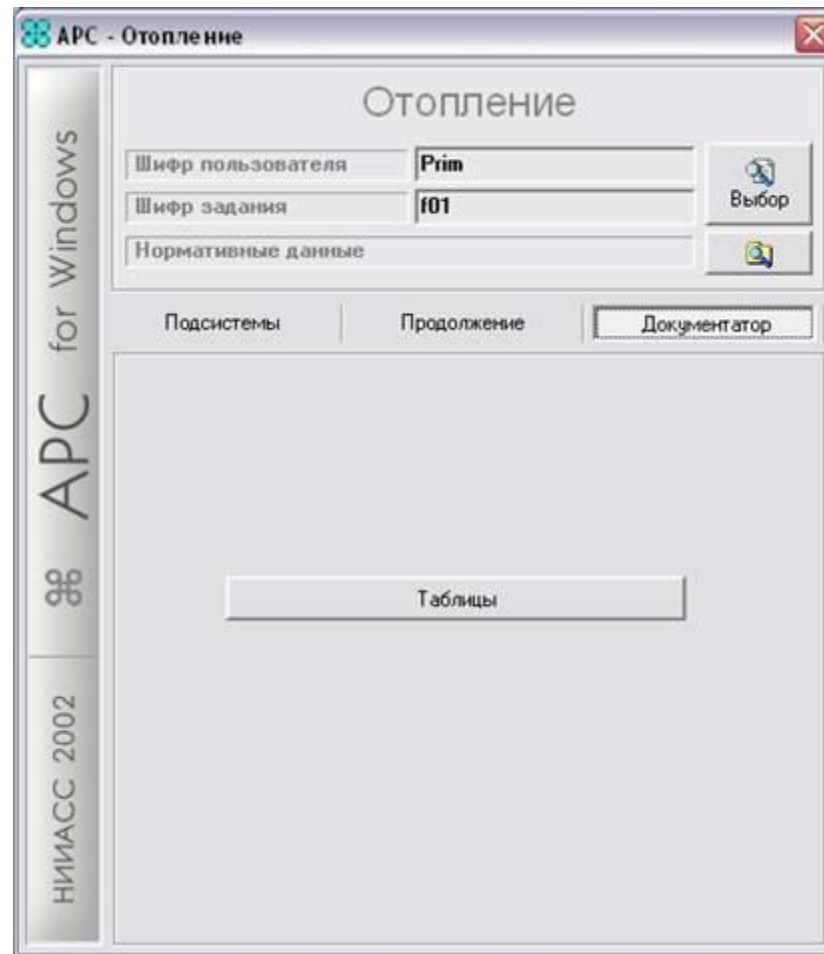 АРС - Отопление
Отопление
Шифр пользователя
Prim
Шифр задания
f01
Выбор
Нормативные данные
Подсистемы
Продолжение
Документатор
Таблицы
АРС for Windows
НИИАСС 2002